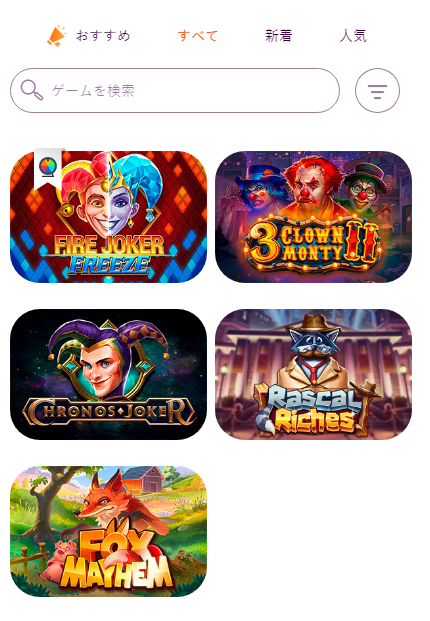 おすすめ
すべて
新着
人気
ゲームを検索
FIRE JOKER
FREEZE
3 CLOWN
MONTY II
CHRONOS JOKER
RASCAL
RICHES
FOX
MAYHEM